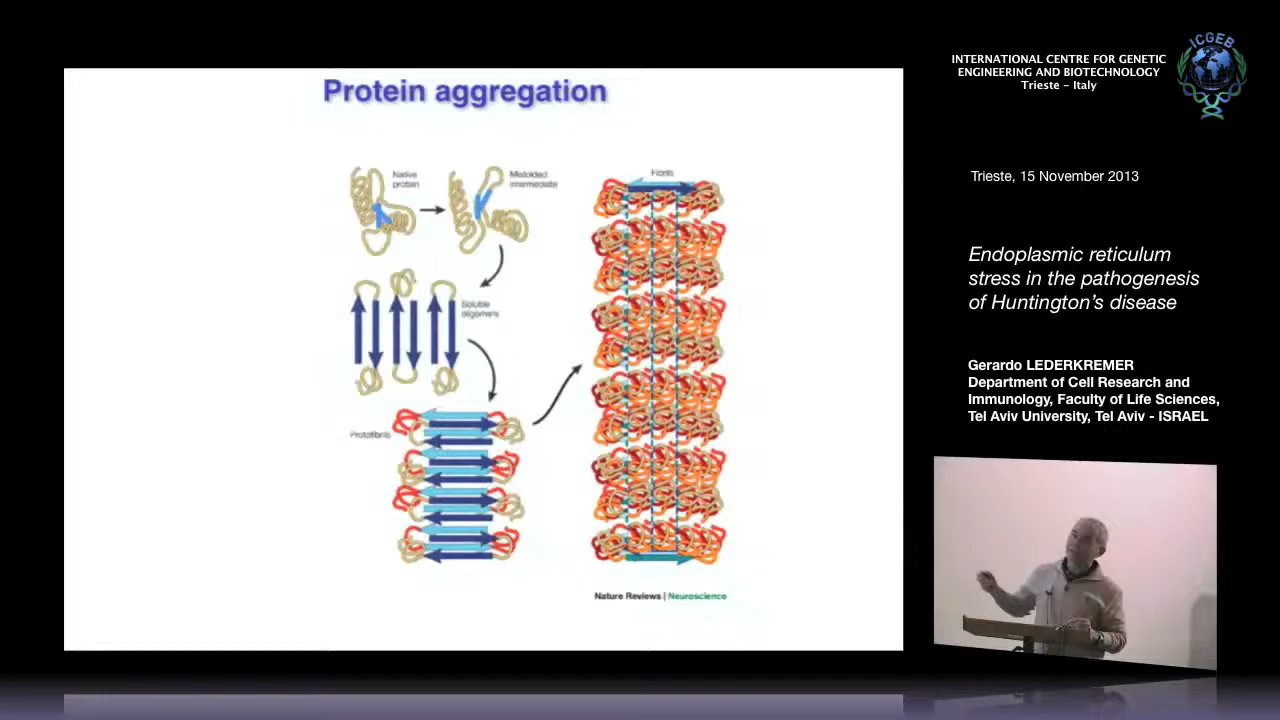 Protein aggregation
Native
protein
Misfolded
intermediate
Soluble
oligomers
Protofibrils
Fibrils
Nature Reviews | Neuroscience
ICGEB
INTERNATIONAL CENTRE FOR GENETIC
ENGINEERING AND BIOTECHNOLOGY
Trieste - Italy
Trieste, 15 November 2013
Endoplasmic reticulum
stress in the pathogenesis
of Huntington's disease
Gerardo LEDERKREMER
Department of Cell Research and
Immunology, Faculty of Life Sciences,
Tel Aviv University, Tel Aviv - ISRAEL